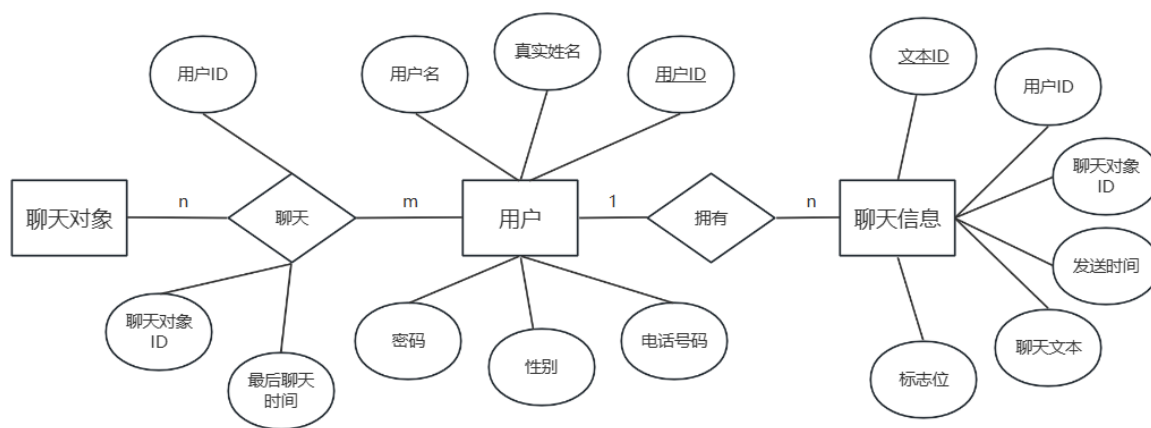 真实姓名
文本ID
用户ID
用户名
用户ID
用户ID
聊天对象
ID
聊天对象
n
聊天
m
用户
1
拥有
n
聊天信息
发送时间
聊天对象
ID
密码
电话号码
聊天文本
性别
最后聊天
时间
标志位